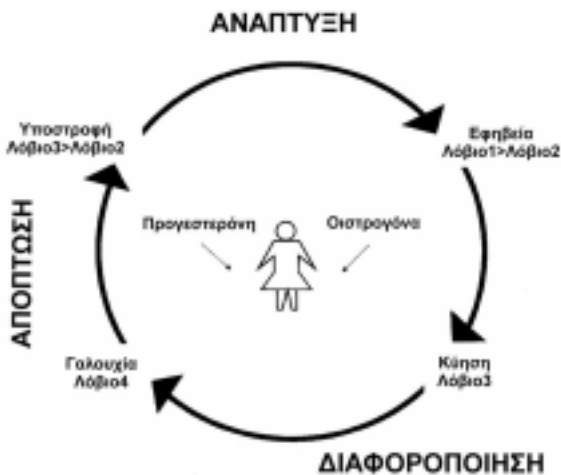 ΑΝΑΠΤΥΞΗ
Υποστροφή
Λόβιο3>Λόβιο2
Εφηβεία
Λόβιο1>Λόβιο2
Προγεστερόνη
Οιστρογόνα
ΑΠΟΠΤΩΣΗ
Γαλουχία
Λόβιο4
Κύηση
Λόβιο3
ΔΙΑΦΟΡΟΠΟΙΗΣΗ